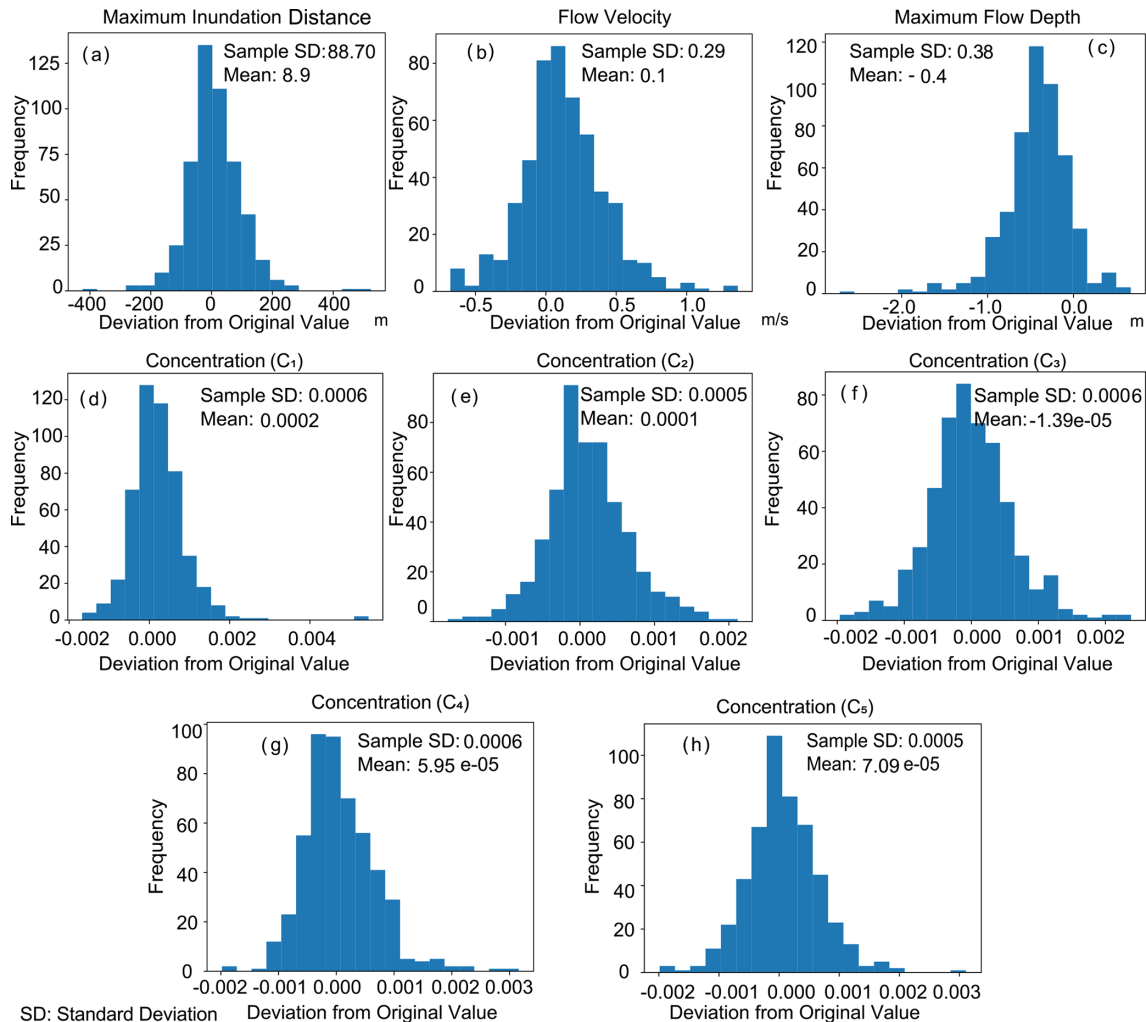 Maximum Inundation Distance
(a)
Sample SD: 88.70
Mean: 8.9
Frequency
125
100
75
50
25
0
-400 -200 0 200 400
Deviation from Original Value m
Flow Velocity
(b)
Sample SD: 0.29
Mean: 0.1
Frequency
80
60
40
20
0
-0.5 0.0 0.5 1.0
Deviation from Original Value m/s
Maximum Flow Depth
Sample SD: 0.38
Mean: - 0.4
(c)
Frequency
120
100
80
60
40
20
0
-2.0 -1.0 0.0
Deviation from Original Value m
Concentration (C₁)
(d)
Sample SD: 0.0006
Mean: 0.0002
Frequency
120
100
80
60
40
20
0
-0.002 0.000 0.002 0.004
Deviation from Original Value
Concentration (C₂)
(e)
Sample SD: 0.0005
Mean: 0.0001
Frequency
80
60
40
20
0
-0.001 0.000 0.001 0.002
Deviation from Original Value
Concentration (C₃)
(f)
Sample SD: 0.0006
Mean: -1.39e-05
Frequency
80
60
40
20
0
-0.002 -0.001 0.000 0.001 0.002
Deviation from Original Value
Concentration (C₄)
(g)
Sample SD: 0.0006
Mean: 5.95 e-05
Frequency
100
80
60
40
20
0
-0.002 -0.001 0.000 0.001 0.002 0.003
Deviation from Original Value
Concentration (C₅)
(h)
Sample SD: 0.0005
Mean: 7.09 e-05
Frequency
100
80
60
40
20
0
-0.002 -0.001 0.000 0.001 0.002 0.003
Deviation from Original Value
SD: Standard Deviation